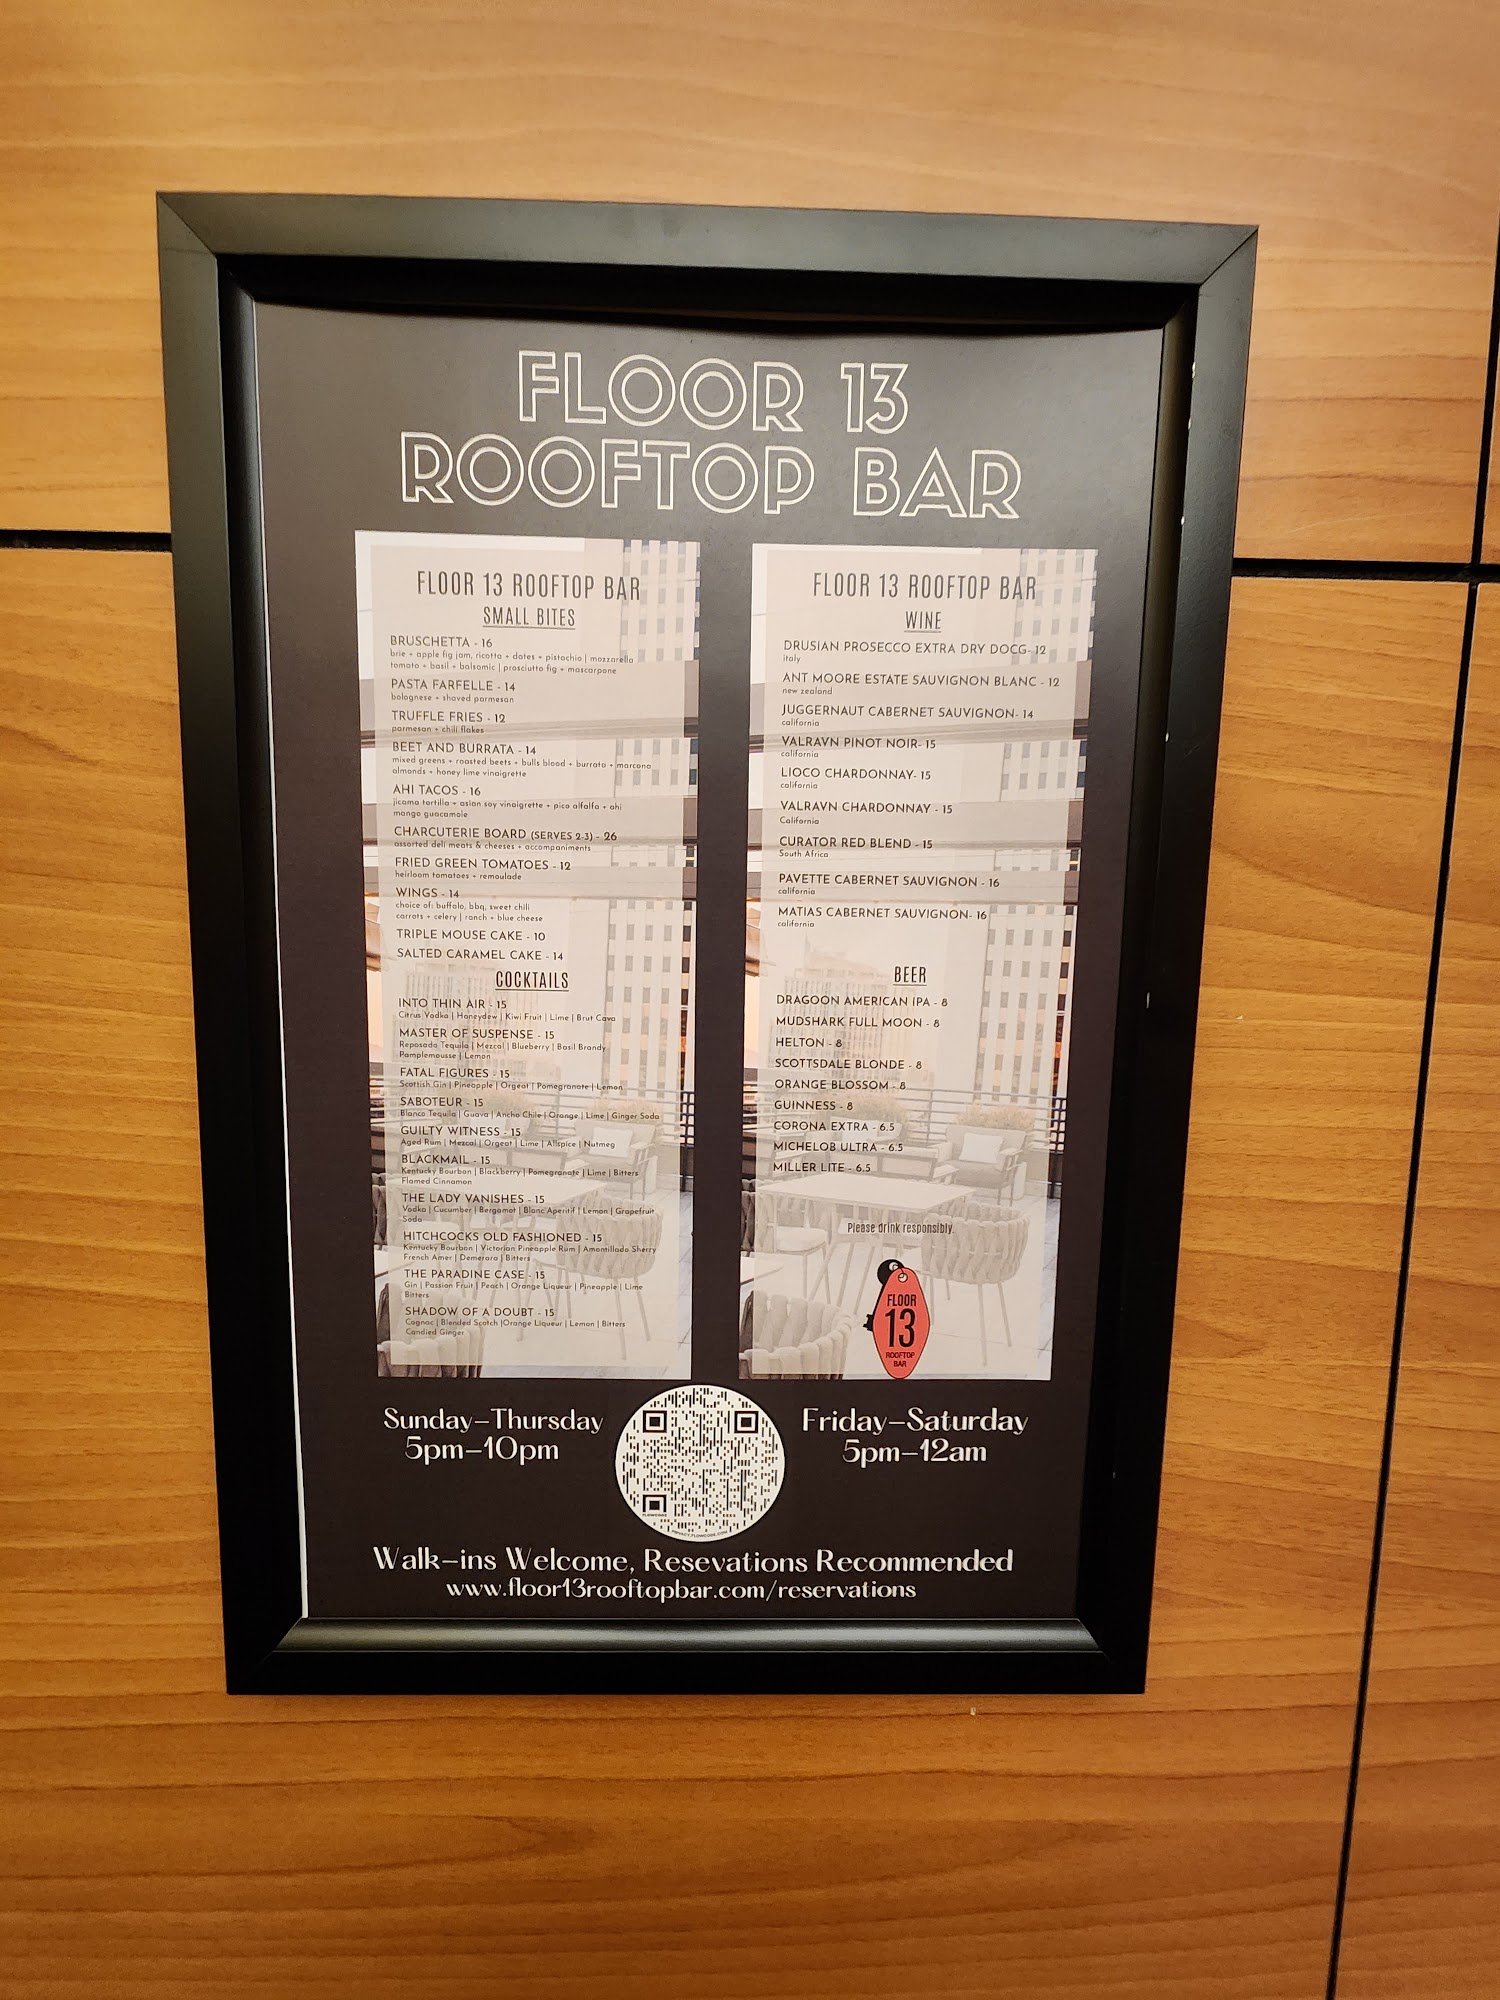 FLOOR 13
ROOFTOP BAR
FLOOR 13 ROOFTOP BAR
SMALL BITES
BRUSCHETTA - 16
brie + apple fig jam, ricotta + dates + pistachio | mozzarella
tomato + basil + balsamic | prosciutto fig + mascarpone
PASTA FARFELLE - 14
bolognese + shaved parmesan
TRUFFLE FRIES - 12
parmesan + chili flakes
BEET AND BURRATA - 14
mixed greens + roasted beets + bulls blood + burrata + marcona
almonds + honey lime vinaigrette
AHI TACOS - 16
jicama tortilla + asian soy vinaigrette + pico alfalfa + ahi
mango guacamole
CHARCUTERIE BOARD (SERVES 2-3) - 26
assorted deli meats & cheeses + accompaniments
FRIED GREEN TOMATOES - 12
heirloom tomatoes + remoulade
WINGS - 14
choice of: buffalo, bbq, sweet chili
carrots + celery | ranch + blue cheese
TRIPLE MOUSE CAKE - 10
SALTED CARAMEL CAKE - 14
COCKTAILS
INTO THIN AIR - 15
Citrus Vodka | Honeydew | Kiwi Fruit | Lime | Brut Cava
MASTER OF SUSPENSE - 15
Reposado Tequila | Mezcal | Blueberry | Basil Brandy
Pamplemousse | Lemon
FATAL FIGURES - 15
Scottish Gin | Pineapple | Orgeat | Pomegranate | Lemon
SABOTEUR - 15
Blanco Tequila | Guava | Ancho Chile | Orange | Lime | Ginger Soda
GUILTY WITNESS - 15
Aged Rum | Mezcal | Orgeat | Lime | Allspice | Nutmeg
BLACKMAIL - 15
Kentucky Bourbon | Blackberry | Pomegranate | Lime | Bitters
Flamed Cinnamon
THE LADY VANISHES - 15
Vodka | Cucumber | Bergamot | Blanc Aperitif | Lemon | Grapefruit
Soda
HITCHCOCKS OLD FASHIONED - 15
Kentucky Bourbon | Victorian Pineapple Rum | Amontillado Sherry
French Amer | Demerara | Bitters
THE PARADINE CASE - 15
Gin | Passion Fruit | Peach | Orange Liqueur | Pineapple | Lime
Bitters
SHADOW OF A DOUBT - 15
Cognac | Blended Scotch |Orange Liqueur | Lemon | Bitters
Candied Ginger
FLOOR 13 ROOFTOP BAR
WINE
DRUSIAN PROSECCO EXTRA DRY DOCG- 12
italy
ANT MOORE ESTATE SAUVIGNON BLANC - 12
new zealand
JUGGERNAUT CABERNET SAUVIGNON- 14
california
VALRAVN PINOT NOIR- 15
california
LIOCO CHARDONNAY- 15
california
VALRAVN CHARDONNAY - 15
California
CURATOR RED BLEND - 15
South Africa
PAVETTE CABERNET SAUVIGNON - 16
california
MATIAS CABERNET SAUVIGNON- 16
california
BEER
DRAGOON AMERICAN IPA - 8
MUDSHARK FULL MOON - 8
HELTON - 8
SCOTTSDALE BLONDE - 8
ORANGE BLOSSOM - 8
GUINNESS - 8
CORONA EXTRA - 6.5
MICHELOB ULTRA - 6.5
MILLER LITE - 6.5
Please drink responsibly.
FLOOR
13
ROOFTOP
BAR
Sunday-Thursday
5pm-10pm
FLOWCODE
PRIVACY.FLOWCODE.COM
Friday-Saturday
5pm-12am
Walk-ins Welcome, Resevations Recommended
www.floor13rooftopbar.com/reservations